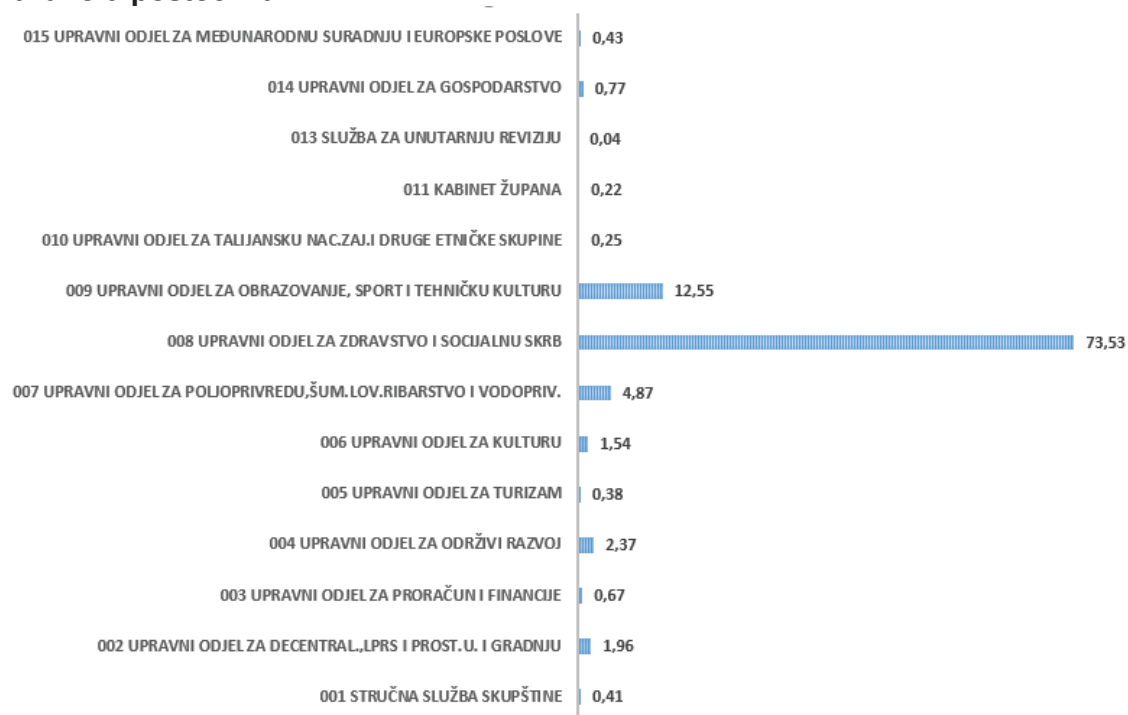 015 UPRAVNI ODJEL ZA MEĐUNARODNU SURADNJU I EUROPSKE POSLOVE 0,43
014 UPRAVNI ODJEL ZA GOSPODARSTVO 0,77
013 SLUŽBA ZA UNUTARNJU REVIZIJU 0,04
011 KABINET ŽUPANA 0,22
010 UPRAVNI ODJEL ZA TALIJANSKU NAC.ZAJ.I DRUGE ETNIČKE SKUPINE 0,25
009 UPRAVNI ODJEL ZA OBRAZOVANJE, SPORT I TEHNIČKU KULTURU 12,55
008 UPRAVNI ODJEL ZA ZDRAVSTVO I SOCIJALNU SKRB 73,53
007 UPRAVNI ODJEL ZA POLJOPRIVREDU,ŠUM.LOV.RIBARSTVO I VODOPRIV. 4,87
006 UPRAVNI ODJEL ZA KULTURU 1,54
005 UPRAVNI ODJEL ZA TURIZAM 0,38
004 UPRAVNI ODJEL ZA ODRŽIVI RAZVOJ 2,37
003 UPRAVNI ODJEL ZA PRORAČUN I FINANCIJE 0,67
002 UPRAVNI ODJEL ZA DECENTRAL.,LPRS I PROST.U. I GRADNJU 1,96
001 STRUČNA SLUŽBA SKUPŠTINE 0,41